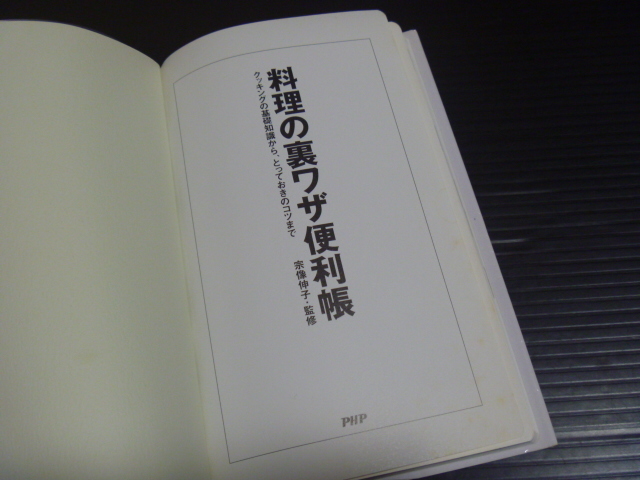 料理の裏ワザ便利帳
クッキングの基礎知識から、とっておきのコツまで
宗像伸子・監修
PHP